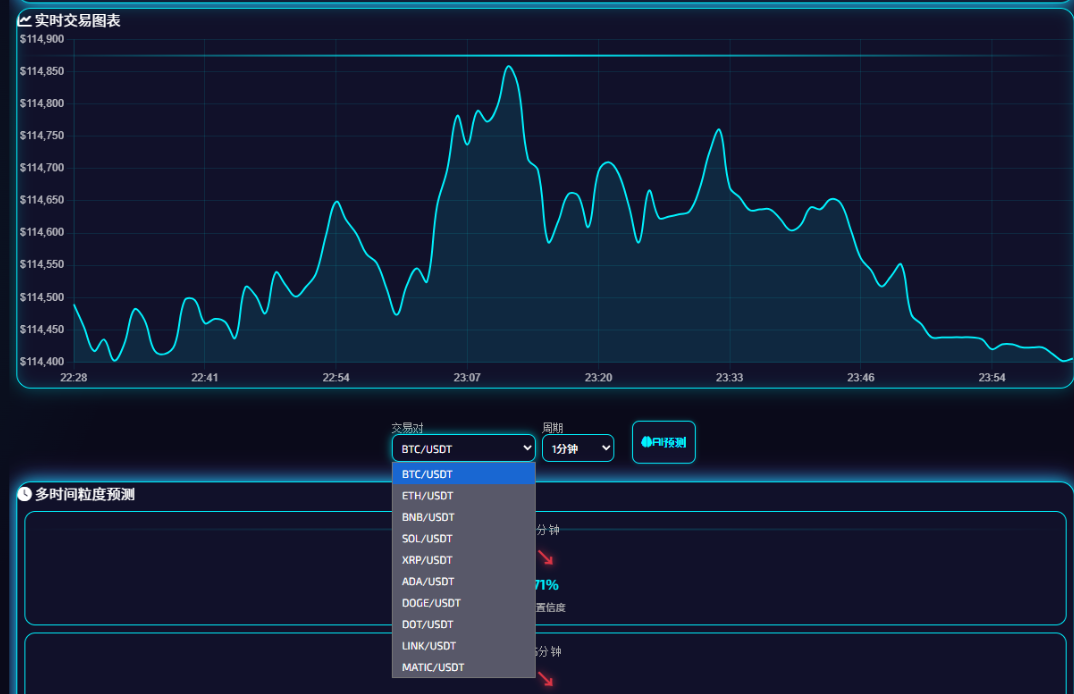 实时交易图表
$114,900
$114,850
$114,800
$114,750
$114,700
$114,650
$114,600
$114,550
$114,500
$114,450
$114,400
22:28 22:41 22:54 23:07 23:20 23:33 23:46 23:54
交易对 周期
BTC/USDT 1分钟 AI预测
BTC/USDT
ETH/USDT
BNB/USDT
SOL/USDT
XRP/USDT
ADA/USDT
DOGE/USDT
DOT/USDT
LINK/USDT
MATIC/USDT
多时间粒度预测
分钟
71%
置信度
分钟